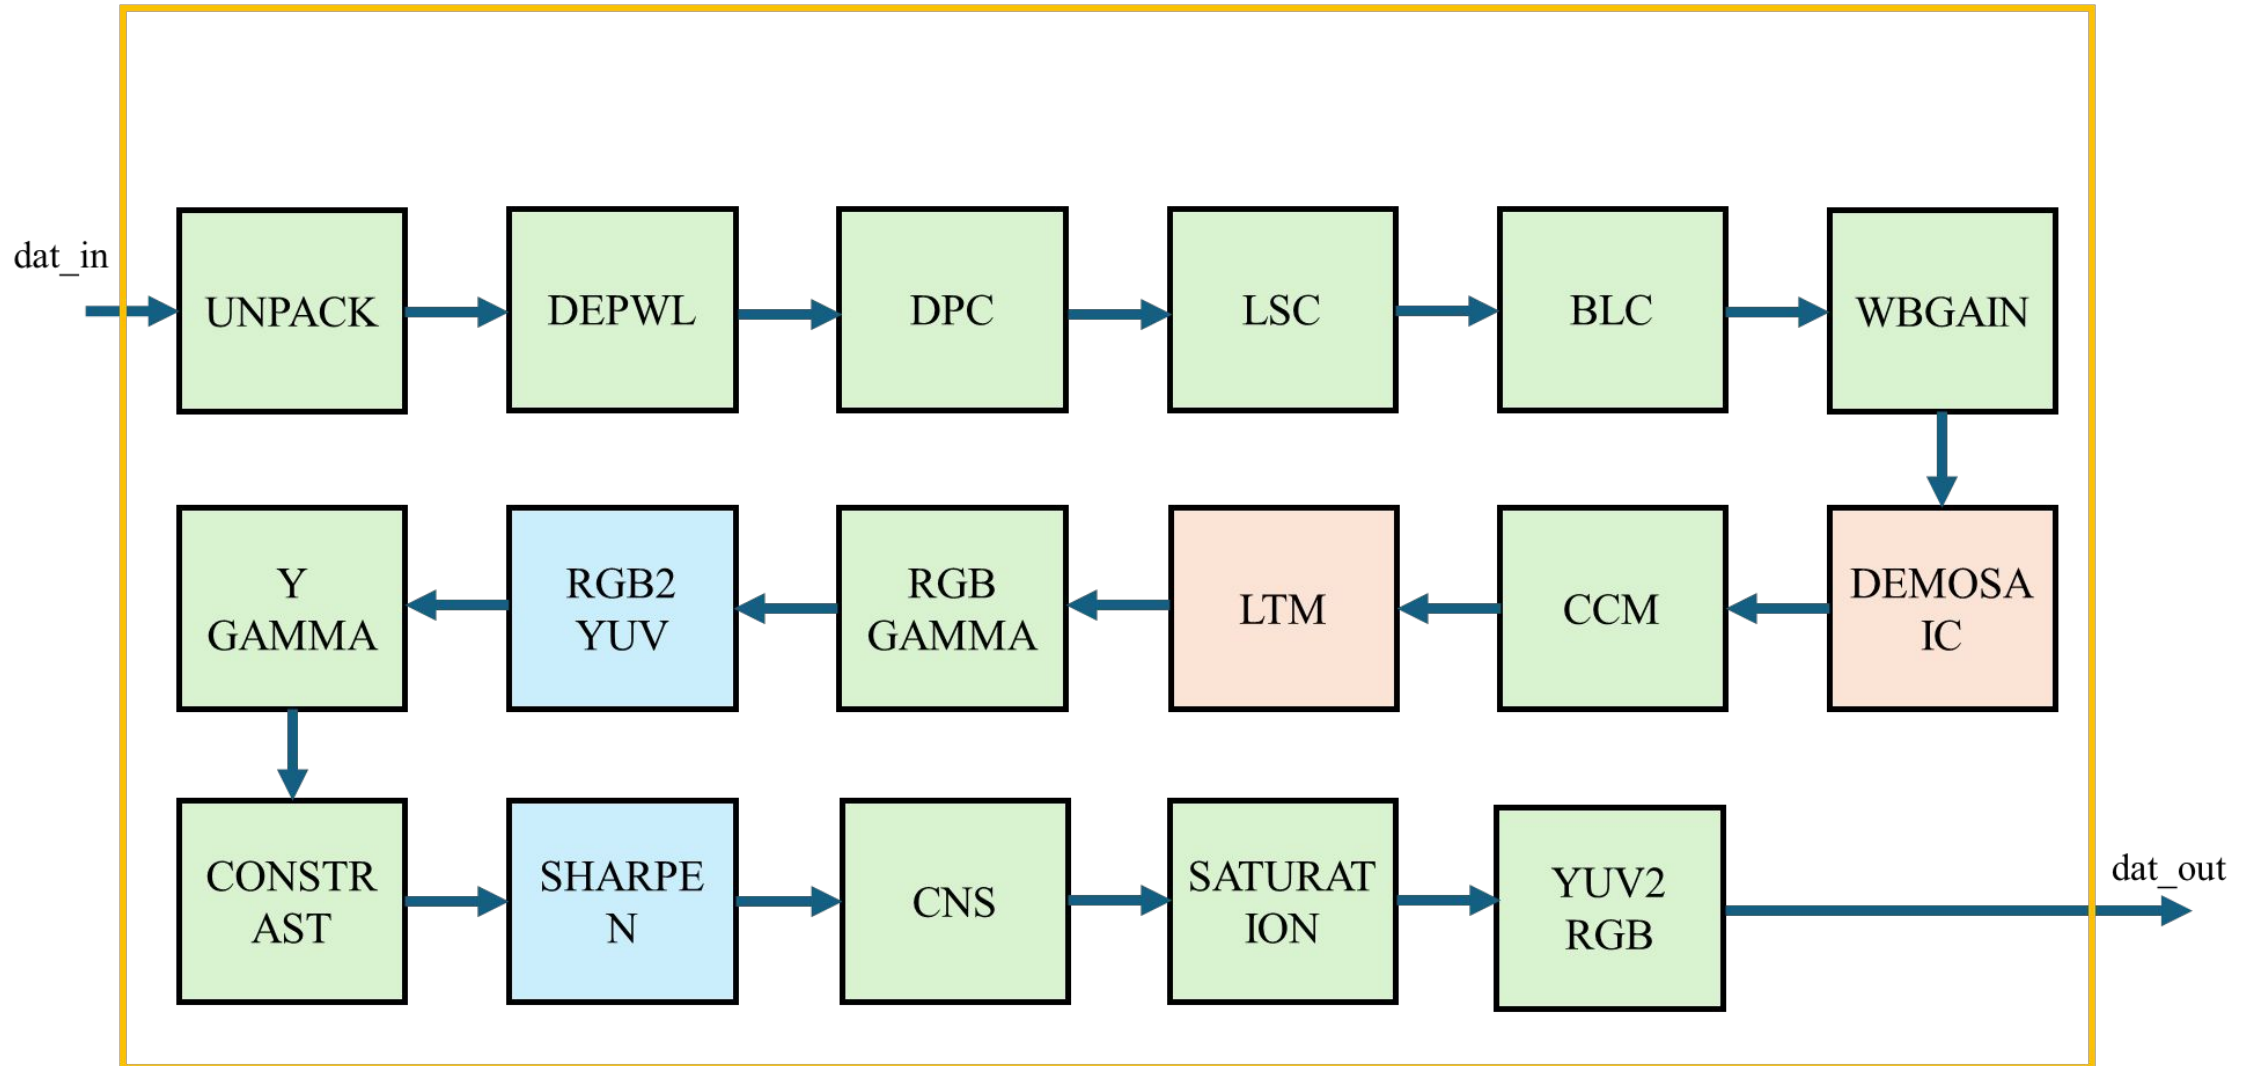 dat_in
UNPACK
DEPWL
DPC
LSC
BLC
WBGAIN
Y
GAMMA
RGB2
YUV
RGB
GAMMA
LTM
CCM
DEMOSA
IC
CONSTR
AST
SHARPE
N
CNS
SATURAT
ION
YUV2
RGB
dat_out